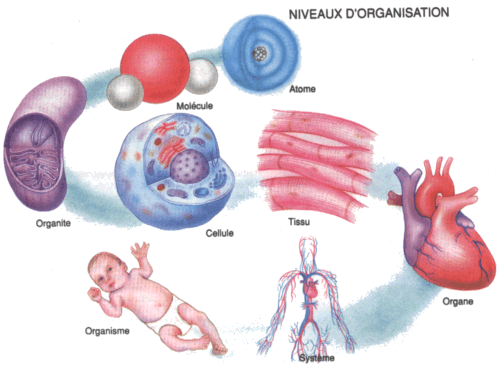 NIVEAUX D'ORGANISATION
Atome
Molécule
Organite
Cellule
Tissu
Organe
Système
Organisme